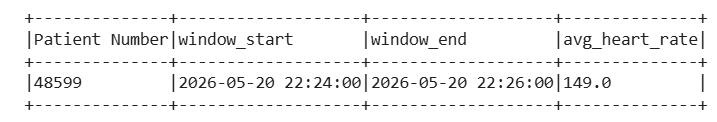 +--------------+-------------------+-------------------+--------------+
|Patient Number|window_start       |window_end         |avg_heart_rate|
+--------------+-------------------+-------------------+--------------+
|48599         |2026-05-20 22:24:00|2026-05-20 22:26:00|149.0         |
+--------------+-------------------+-------------------+--------------+